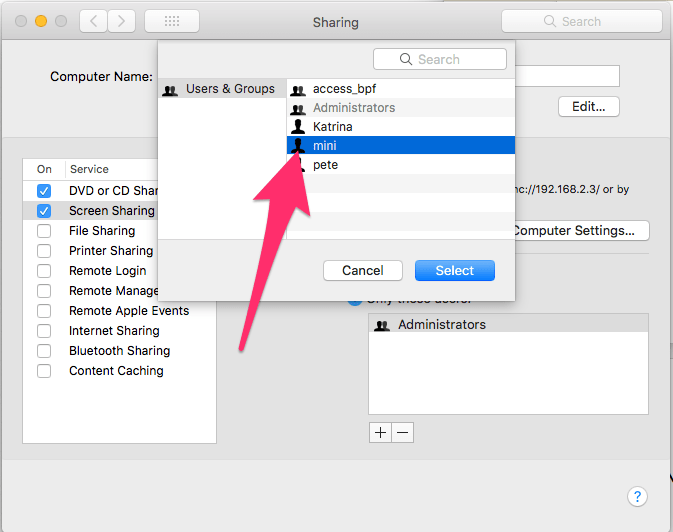 Sharing
Search
Search
Computer Name:
Users & Groups
access_bpf
Administrators
Katrina
mini
pete
Edit...
On
Service
DVD or CD Shar
Screen Sharing
File Sharing
Printer Sharing
Remote Login
Remote Manage
Remote Apple Events
Internet Sharing
Bluetooth Sharing
Content Caching
nc://192.168.2.3/ or by
Computer Settings...
Cancel
Select
Only these users:
Administrators
+
−
?